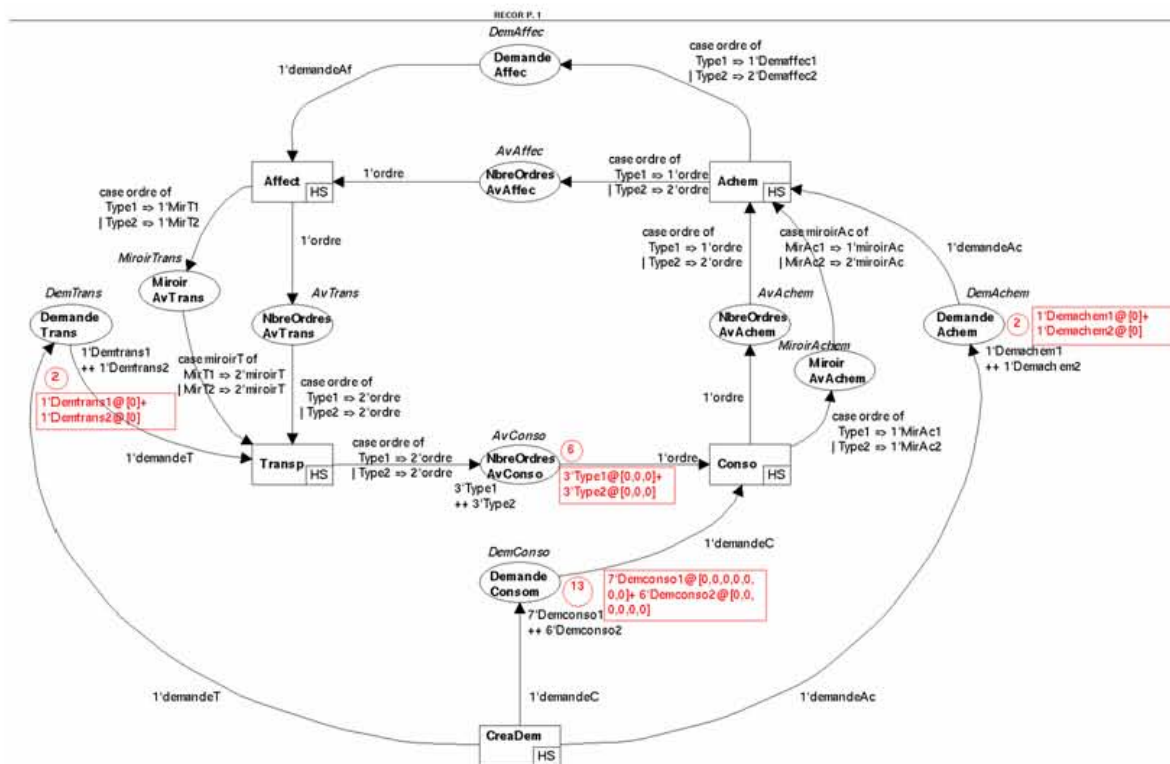 RECOR P. 1
DemAffec
Demande
Affec
1'demandeAf
case ordre of
Type1 => 1'Demaffec1
| Type2 => 2'Demaffec2
AvAffec
NbreOrdres
AvAffec
1'ordre
case ordre of
Type1 => 1'ordre
| Type2 => 2'ordre
Affect
HS
Achem
HS
case ordre of
Type1 => 1'MirT1
| Type2 => 1'MirT2
1'ordre
case ordre of
Type1 => 1'ordre
| Type2 => 2'ordre
case miroirAc of
MirAc1 => 1'miroirAc
| MirAc2 => 2'miroirAc
1'demandeAc
MiroirTrans
Miroir
AvTrans
DemTrans
Demande
Trans
AvTrans
NbreOrdres
AvTrans
AvAchem
NbreOrdres
AvAchem
DemAchem
Demande
Achem
2
1'Demachem1@[0]+
1'Demachem2@[0]
1'Demachem1
++ 1'Demachem2
MiroirAchem
Miroir
AvAchem
1'Demtrans1
++ 1'Demtrans2
2
1'Demtrans1@[0]+
1'Demtrans2@[0]
case miroirT of
MirT1 => 2'miroirT
| MirT2 => 2'miroirT
case ordre of
Type1 => 2'ordre
| Type2 => 2'ordre
1'ordre
case ordre of
Type1 => 1'MirAc1
| Type2 => 1'MirAc2
1'demandeT
Transp
HS
case ordre of
Type1 => 2'ordre
| Type2 => 2'ordre
AvConso
NbreOrdres
AvConso
6
3'Type1@[0,0,0]+
3'Type2@[0,0,0]
3'Type1
++ 3'Type2
1'ordre
Conso
HS
1'demandeC
DemConso
Demande
Consom
13
7'Demconso1@[0,0,0,0,0,
0,0]+ 6'Demconso2@[0,0,
0,0,0,0]
7'Demconso1
++ 6'Demconso2
1'demandeT
1'demandeC
1'demandeAc
CreaDem
HS